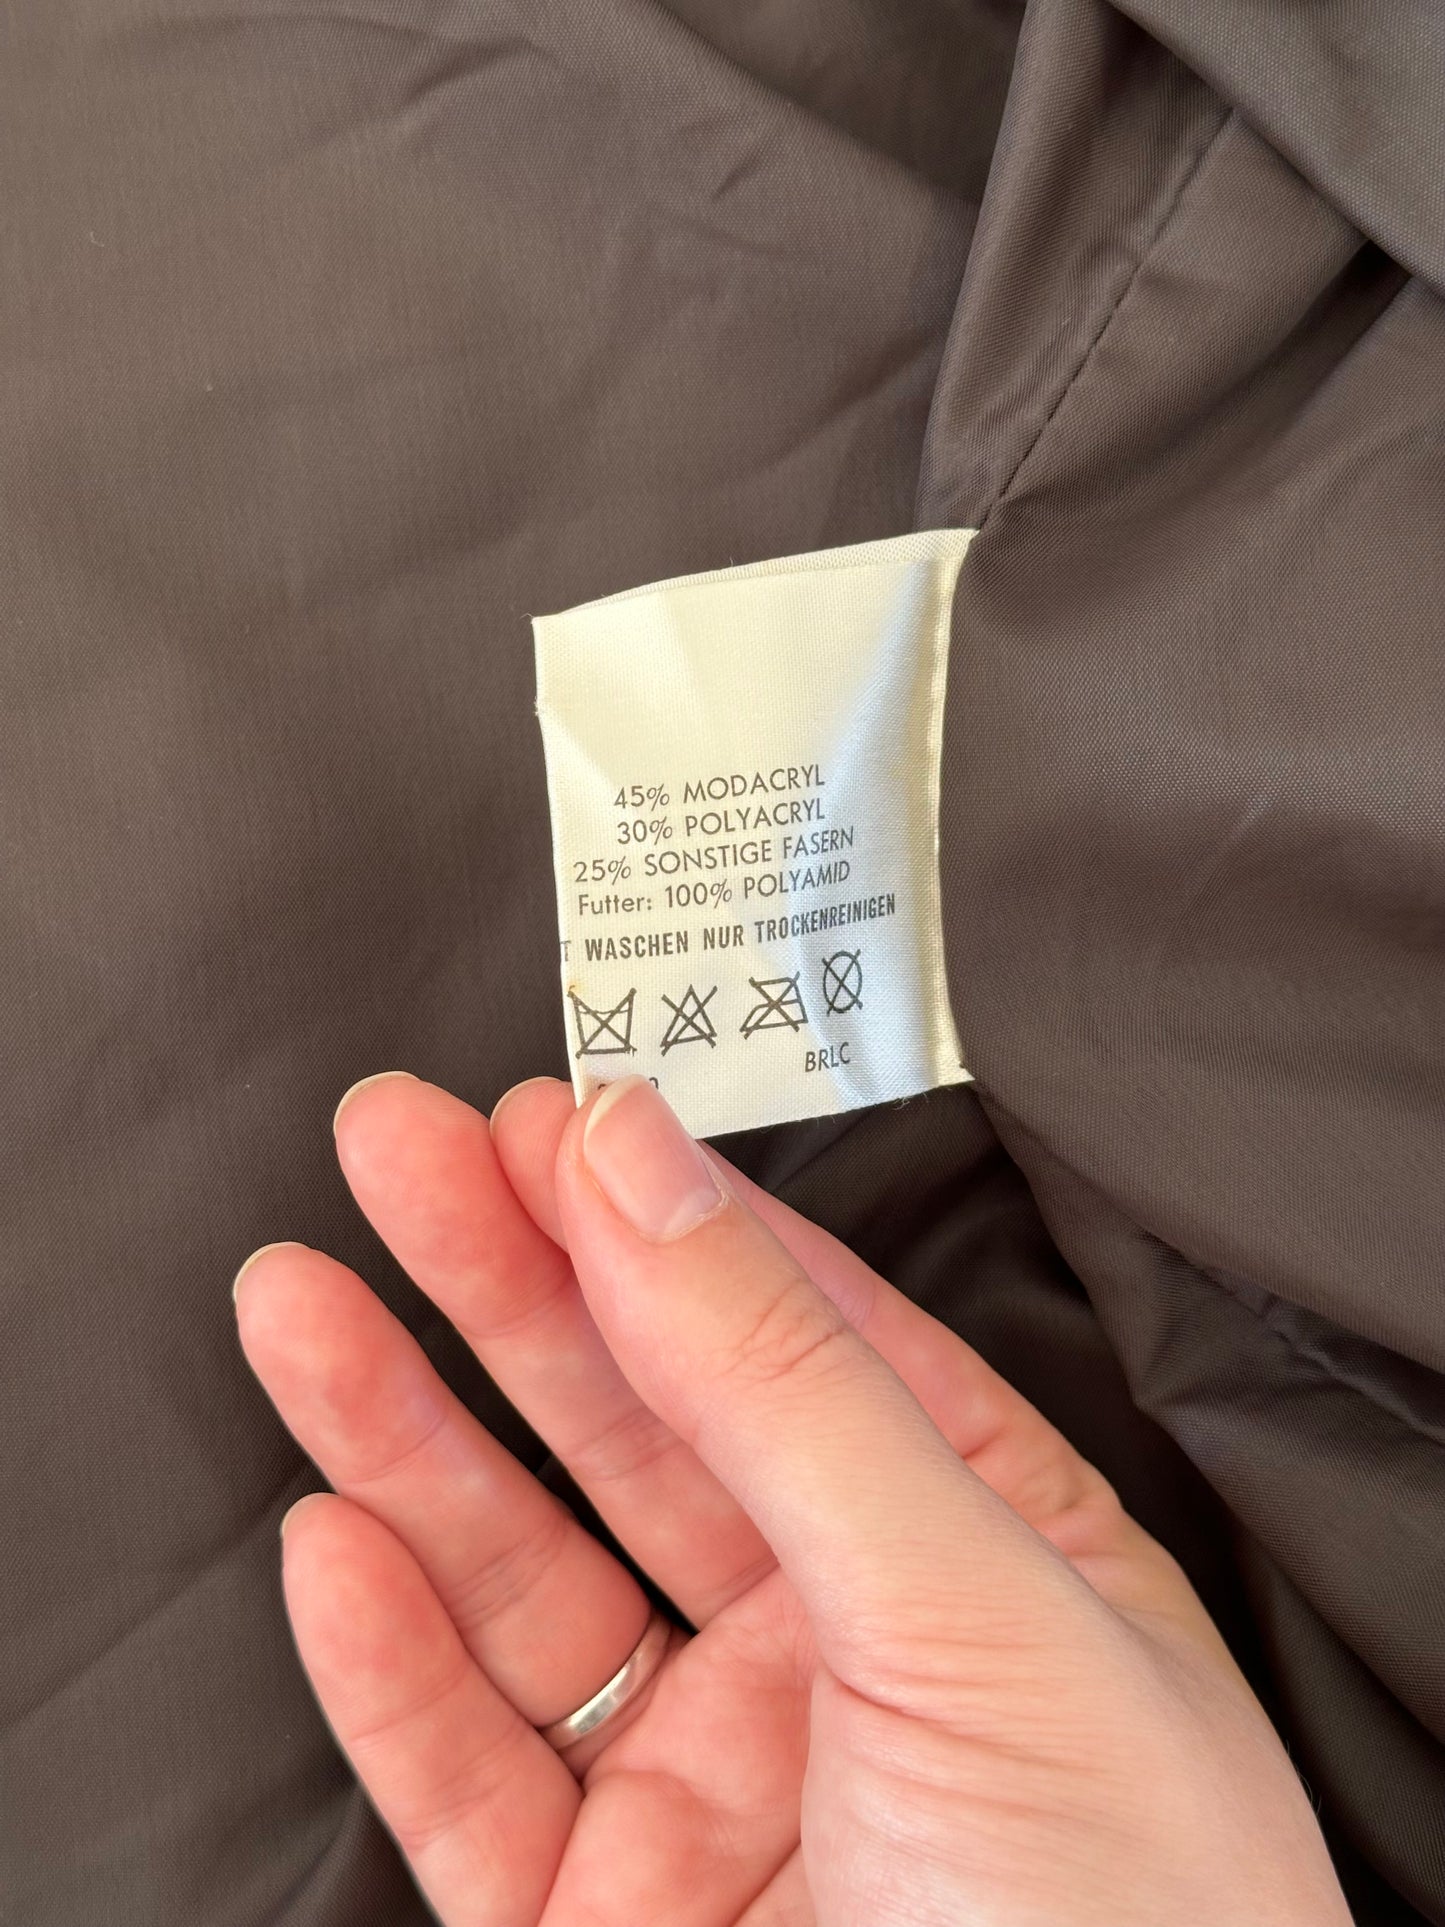 45% MODACRYL
30% POLYACRYL
25% SONSTIGE FASERN
Futter: 100% POLYAMID
WASCHEN NUR TROCKENREINIGEN
BRLC